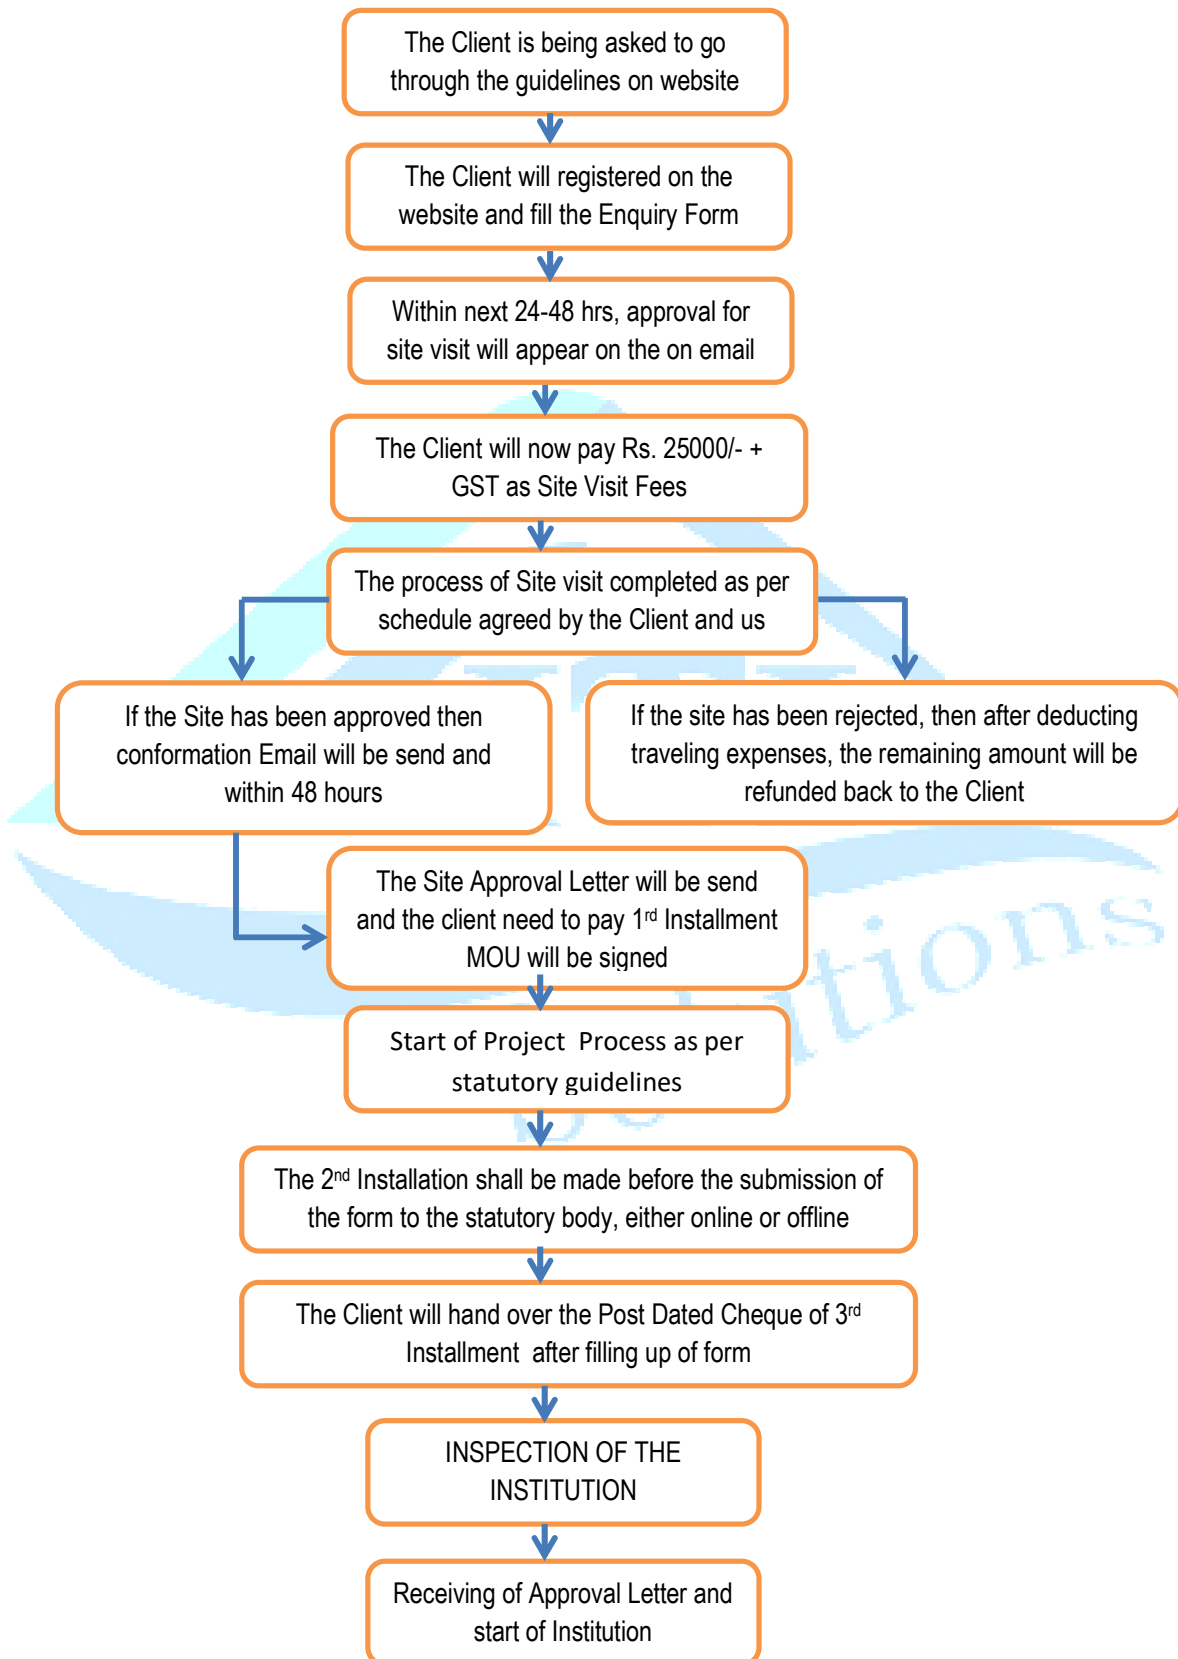 The Client is being asked to go
through the guidelines on website
The Client will registered on the
website and fill the Enquiry Form
Within next 24-48 hrs, approval for
site visit will appear on the on email
The Client will now pay Rs. 25000/- +
GST as Site Visit Fees
The process of Site visit completed as per
schedule agreed by the Client and us
If the Site has been approved then
conformation Email will be send and
within 48 hours
If the site has been rejected, then after deducting
traveling expenses, the remaining amount will be
refunded back to the Client
The Site Approval Letter will be send
and the client need to pay 1rd Installment
MOU will be signed
Start of Project  Process as per
statutory guidelines
The 2nd Installation shall be made before the submission of
the form to the statutory body, either online or offline
The Client will hand over the Post Dated Cheque of 3rd
Installment  after filling up of form
INSPECTION OF THE
INSTITUTION
Receiving of Approval Letter and
start of Institution